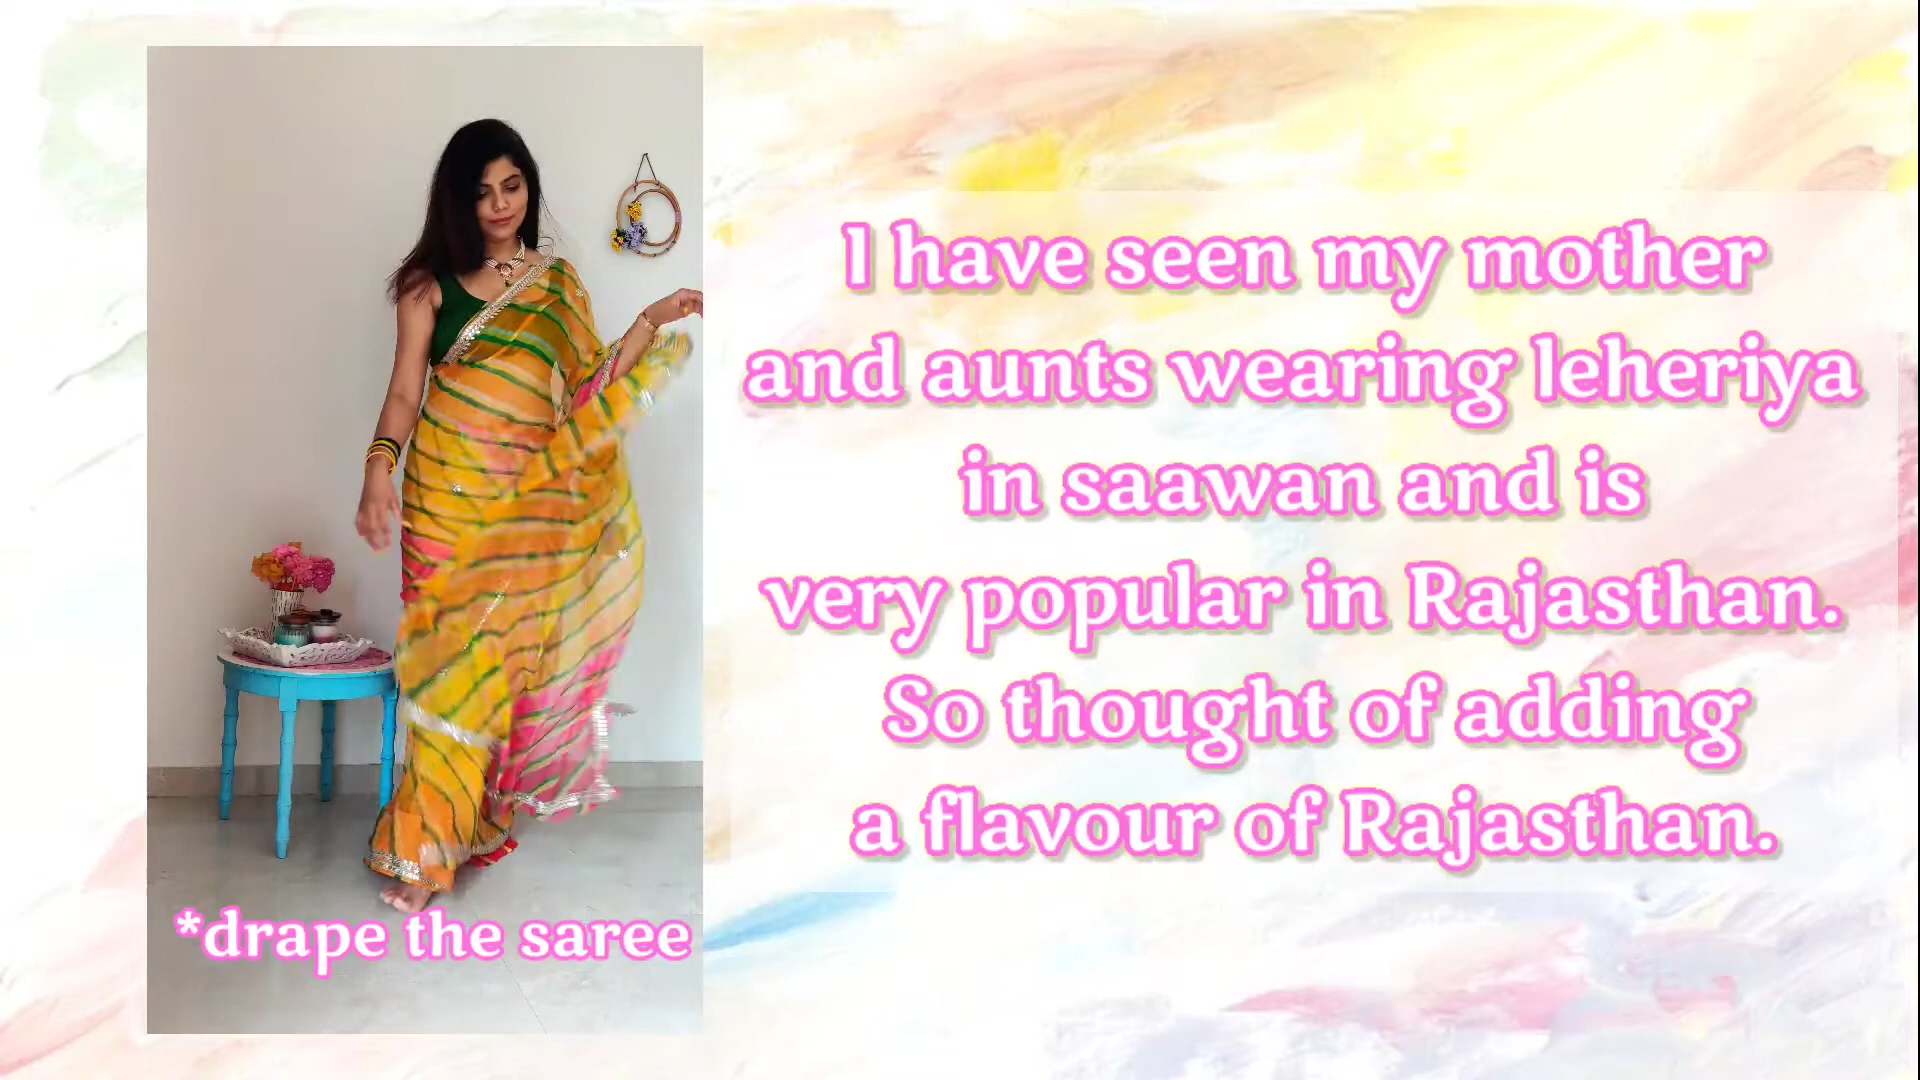 I have seen my mother
and aunts wearing leheriya
in saawan and is
very popular in Rajasthan.
So thought of adding
a flavour of Rajasthan.
*drape the saree